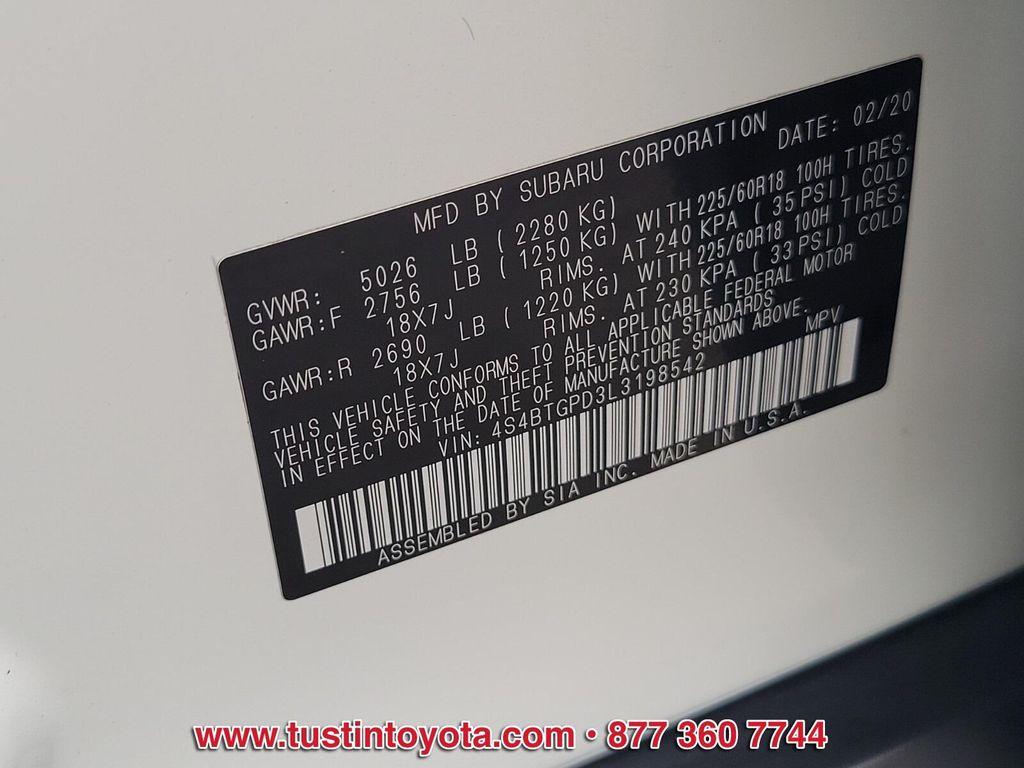 MFD BY SUBARU CORPORATION DATE: 02/20
GVWR: 5026 LB ( 2280 KG)
GAWR:F 2756 LB ( 1250 KG) WITH 225/60R18 100H TIRES.
18X7J RIMS. AT 240 KPA ( 35 PSI) COLD
GAWR:R 2690 LB ( 1220 KG) WITH 225/60R18 100H TIRES.
18X7J RIMS. AT 230 KPA ( 33 PSI) COLD
THIS VEHICLE CONFORMS TO ALL APPLICABLE FEDERAL MOTOR
VEHICLE SAFETY AND THEFT PREVENTION STANDARDS
IN EFFECT ON THE DATE OF MANUFACTURE SHOWN ABOVE.
VIN: 4S4BTGPD3L3198542 MPV
ASSEMBLED BY SIA INC. MADE IN U.S.A.
www.tustintoyota.com • 877 360 7744